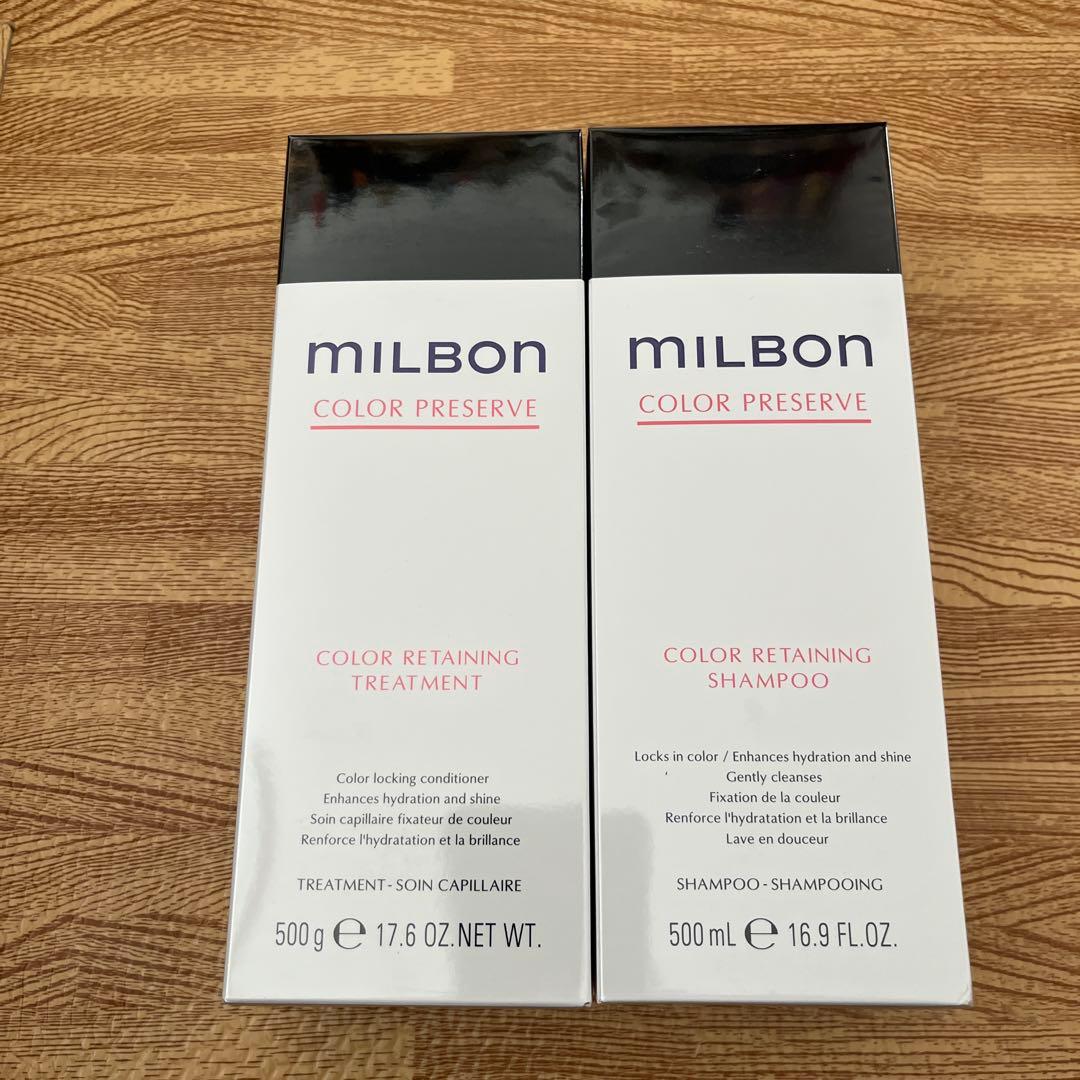 mILBOn
COLOR PRESERVE
COLOR RETAINING
TREATMENT
Color locking conditioner
Enhances hydration and shine
Soin capillaire fixateur de couleur
Renforce l'hydratation et la brillance
TREATMENT - SOIN CAPILLAIRE
500 g ℮ 17.6 OZ. NET WT.
mILBOn
COLOR PRESERVE
COLOR RETAINING
SHAMPOO
Locks in color / Enhances hydration and shine
Gently cleanses
Fixation de la couleur
Renforce l'hydratation et la brillance
Lave en douceur
SHAMPOO - SHAMPOOING
500 mL ℮ 16.9 FL.OZ.